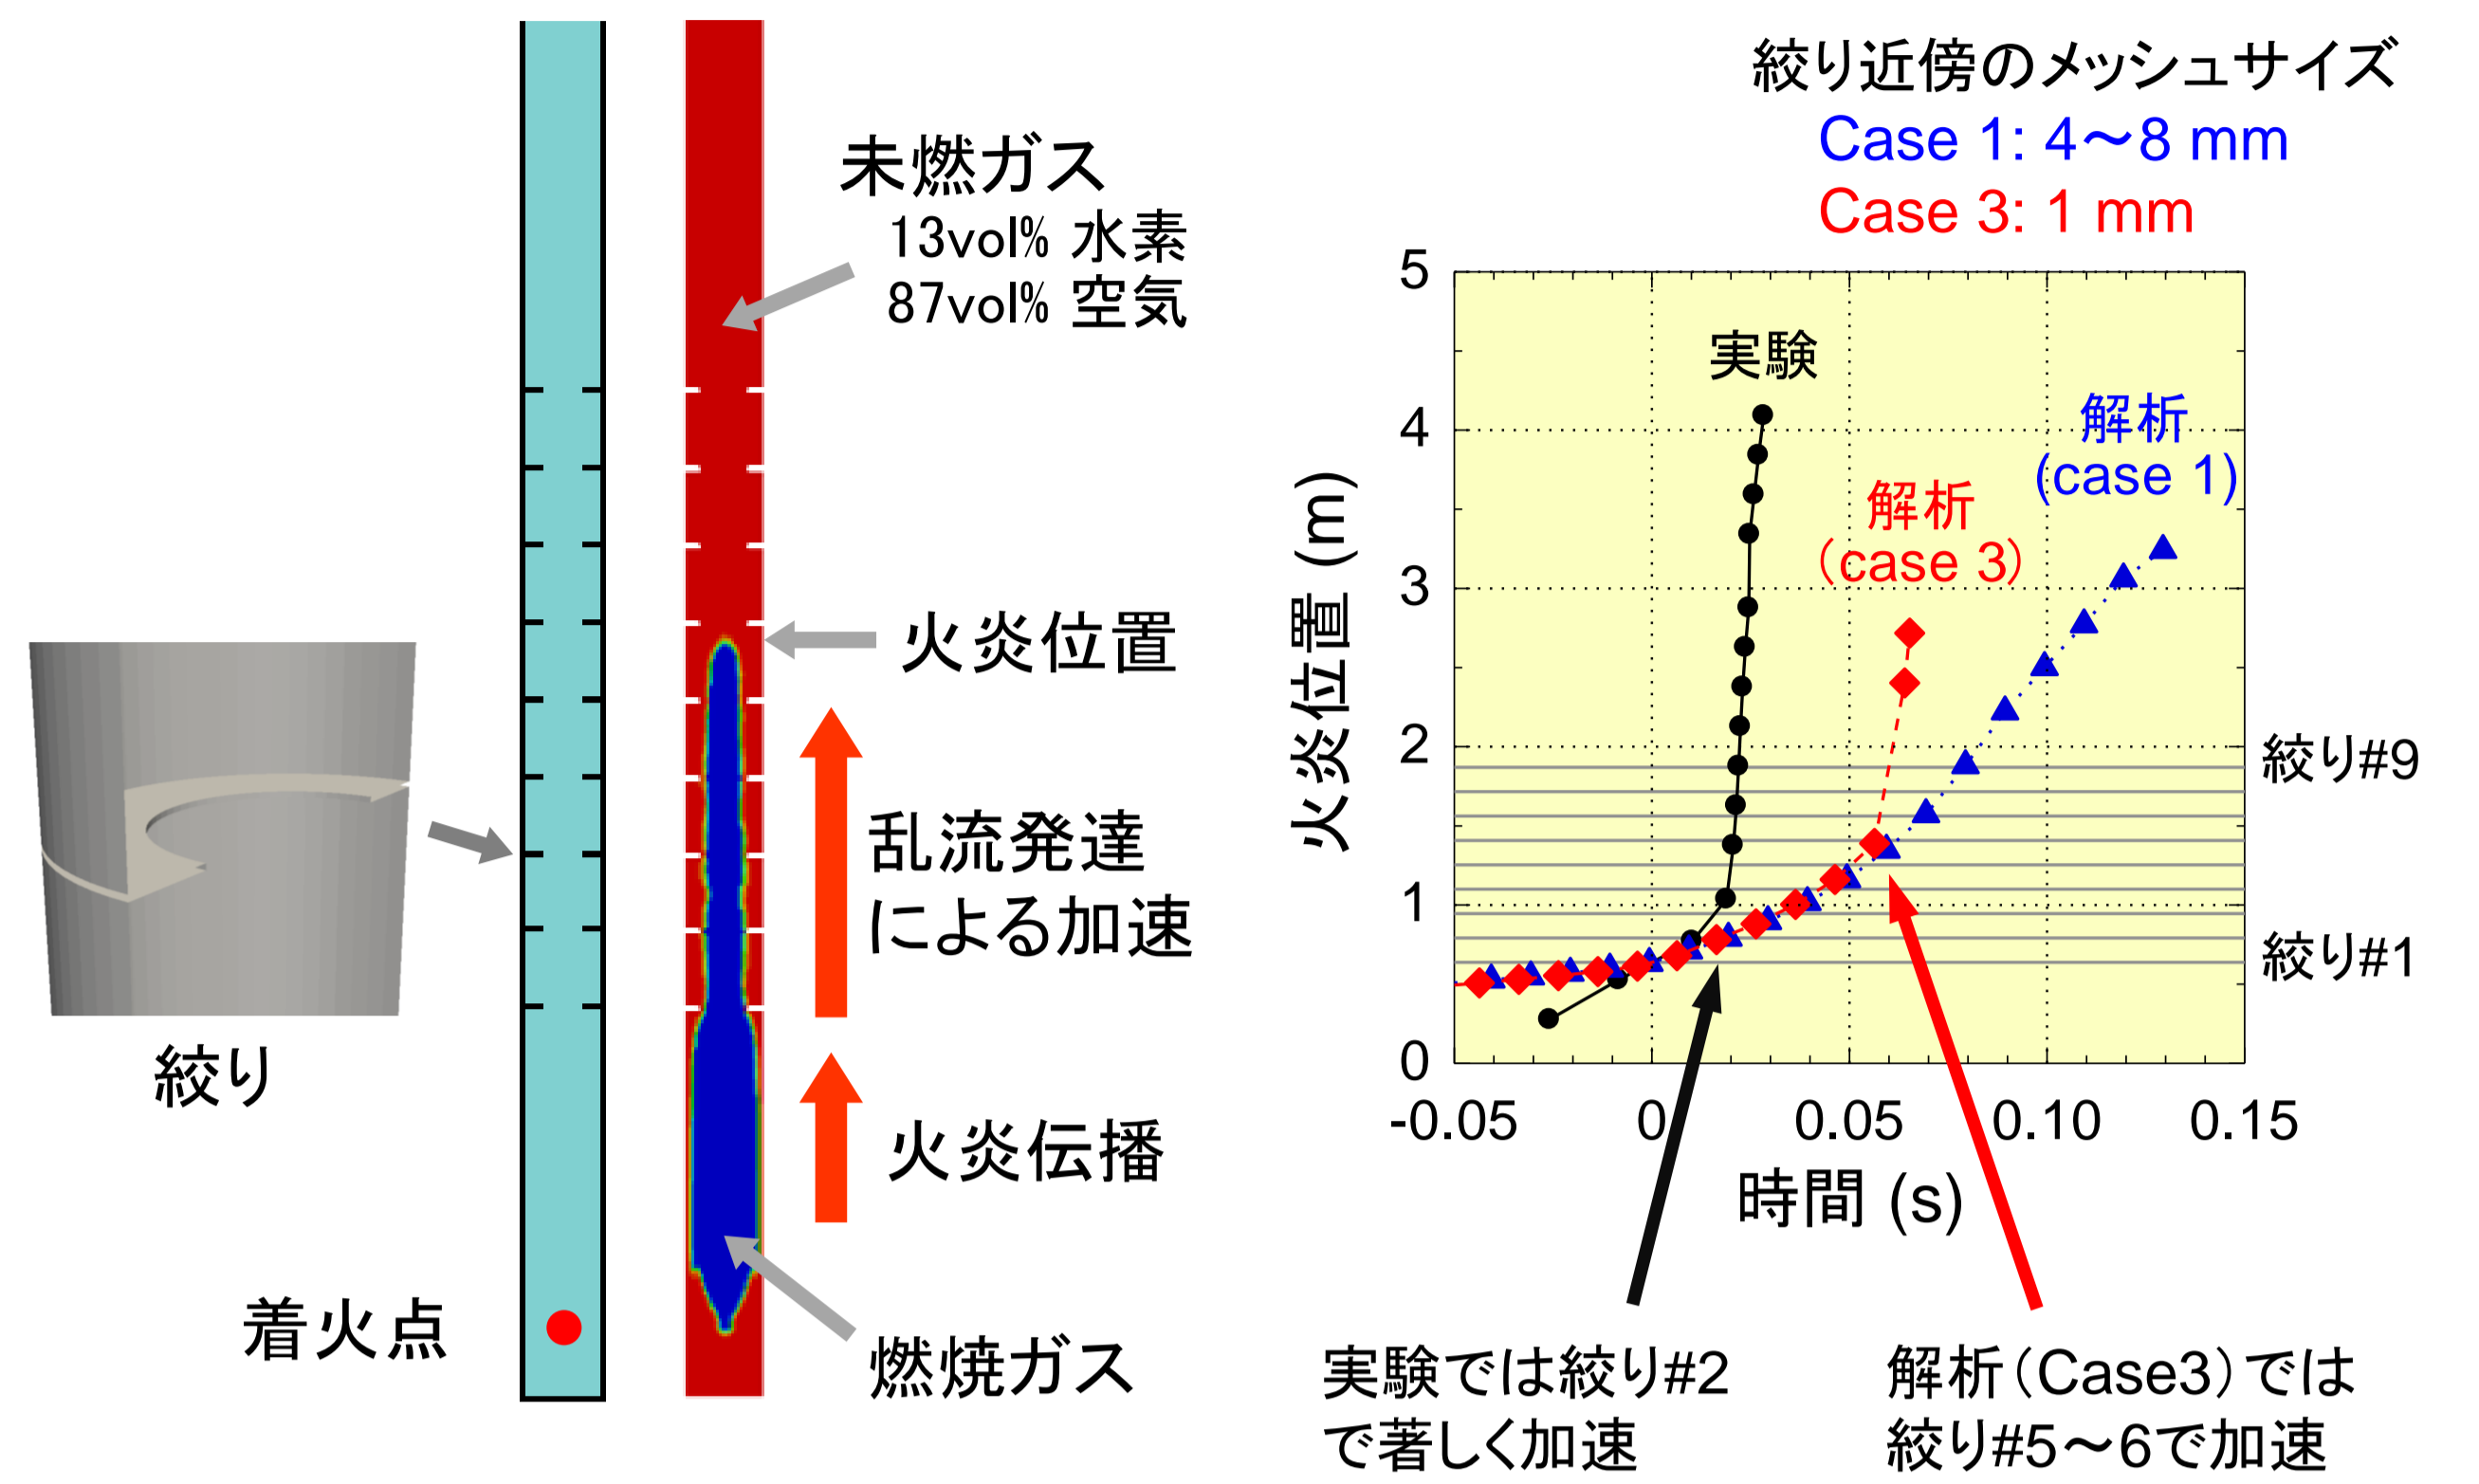 未燃ガス
13vol% 水素
87vol% 空気
火炎位置
乱流発達
による加速
火炎伝播
燃焼ガス
絞り
着火点
絞り近傍のメッシュサイズ
Case 1: 4～8 mm
Case 3: 1 mm
実験
解析
(case 1)
解析
(case 3)
火炎位置 (m)
5
4
3
2
1
0
-0.05
0
0.05
0.10
0.15
時間 (s)
絞り#9
絞り#1
実験では絞り#2
で著しく加速
解析(Case3)では
絞り#5～6で加速